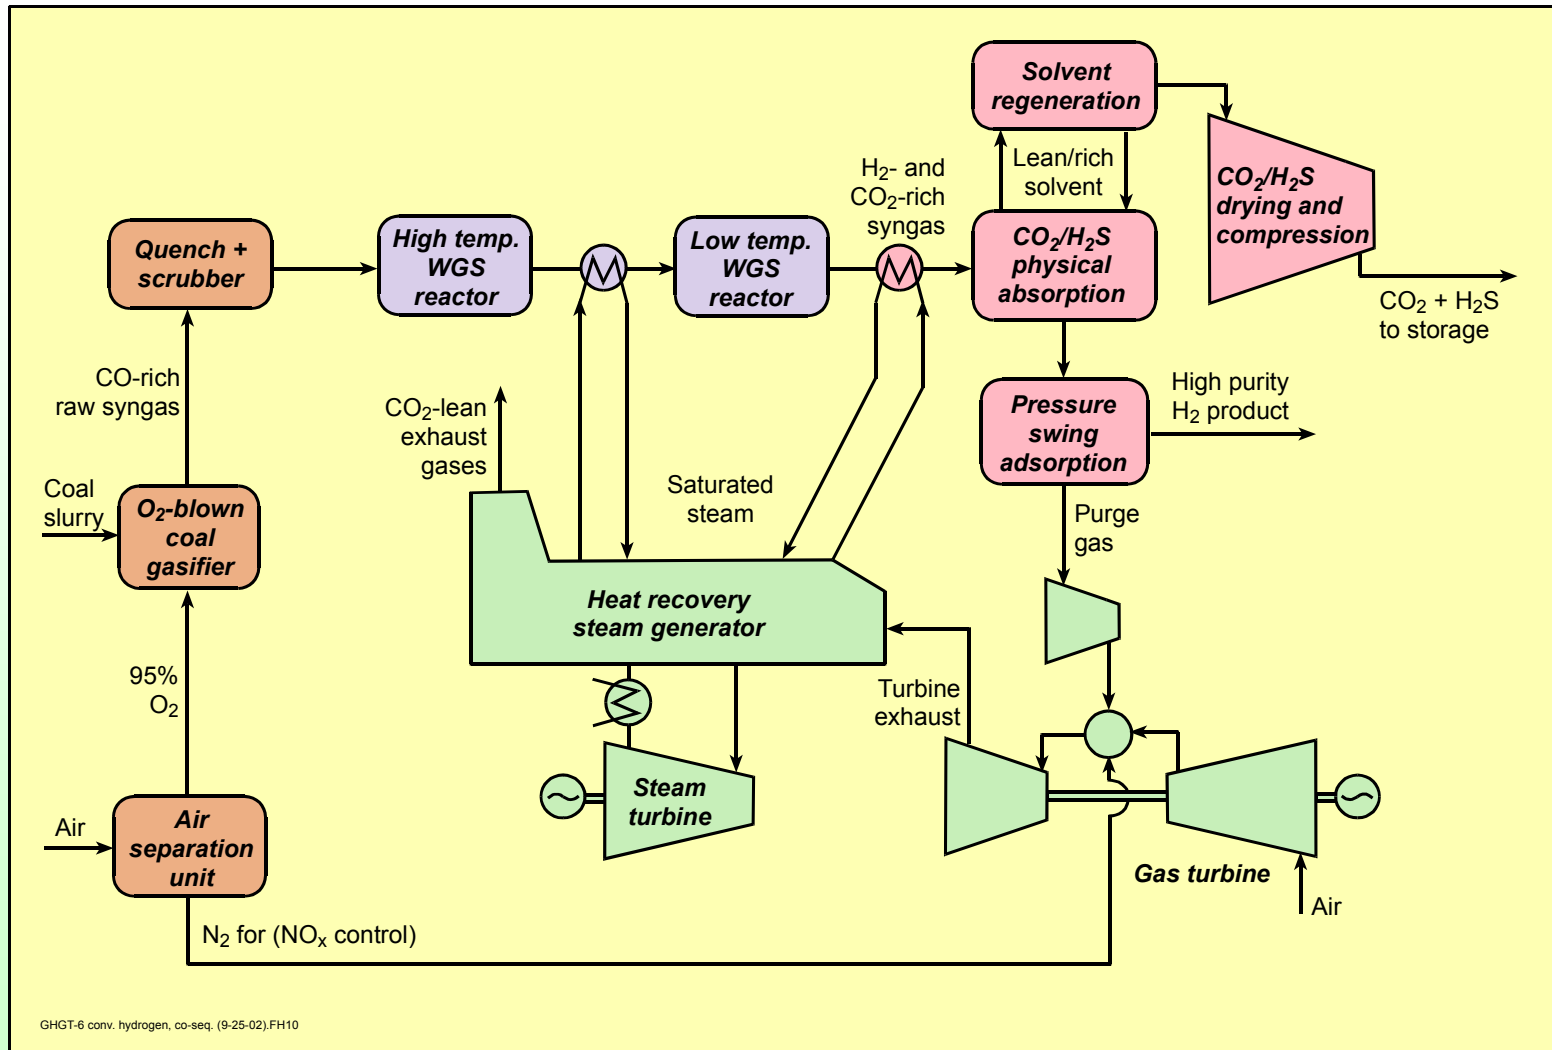 Solvent
regeneration
Lean/rich
solvent
H2- and
CO2-rich
syngas
CO2/H2S
drying and
compression
Quench +
scrubber
High temp.
WGS
reactor
Low temp.
WGS
reactor
CO2/H2S
physical
absorption
CO2 + H2S
to storage
CO-rich
raw syngas
CO2-lean
exhaust
gases
Pressure
swing
adsorption
High purity
H2 product
Coal
slurry
O2-blown
coal
gasifier
Saturated
steam
Purge
gas
Heat recovery
steam generator
95%
O2
Turbine
exhaust
Steam
turbine
Air
Air
separation
unit
Gas turbine
Air
N2 for (NOx control)
GHGT-6 conv. hydrogen, co-seq. (9-25-02).FH10